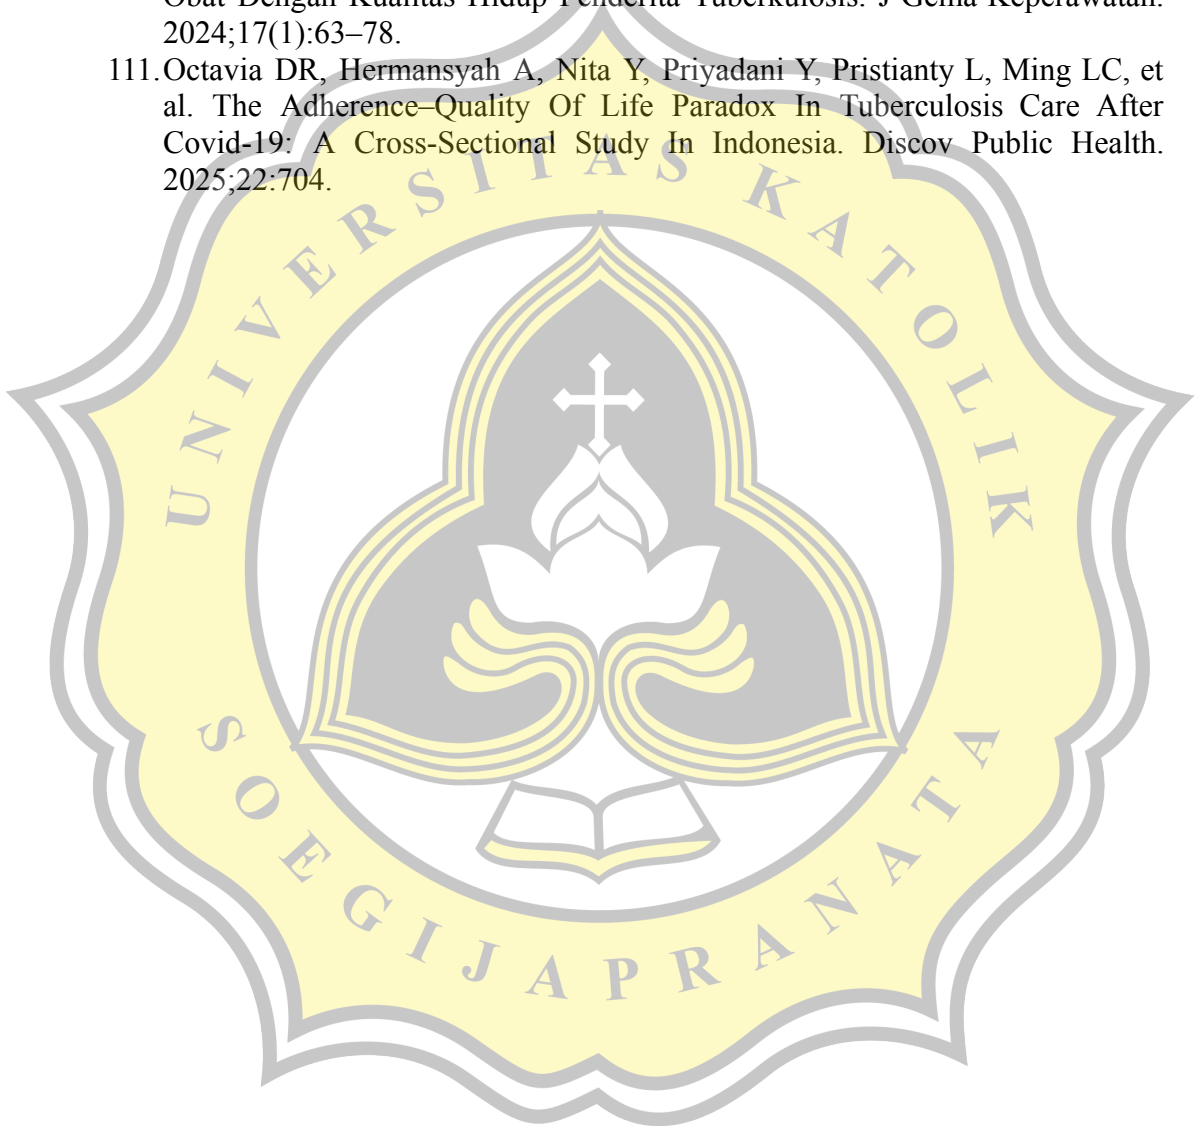 Obat Dengan Kualitas Hidup Penderita Tuberkulosis. J Gema Keperawatan.
2024;17(1):63–78.
111. Octavia DR, Hermansyah A, Nita Y, Priyadani Y, Pristianty L, Ming LC, et
al. The Adherence–Quality Of Life Paradox In Tuberculosis Care After
Covid-19: A Cross-Sectional Study In Indonesia. Discov Public Health.
2025;22:704.
UNIVERSITAS KATOLIK
SOEGIJAPRANATA